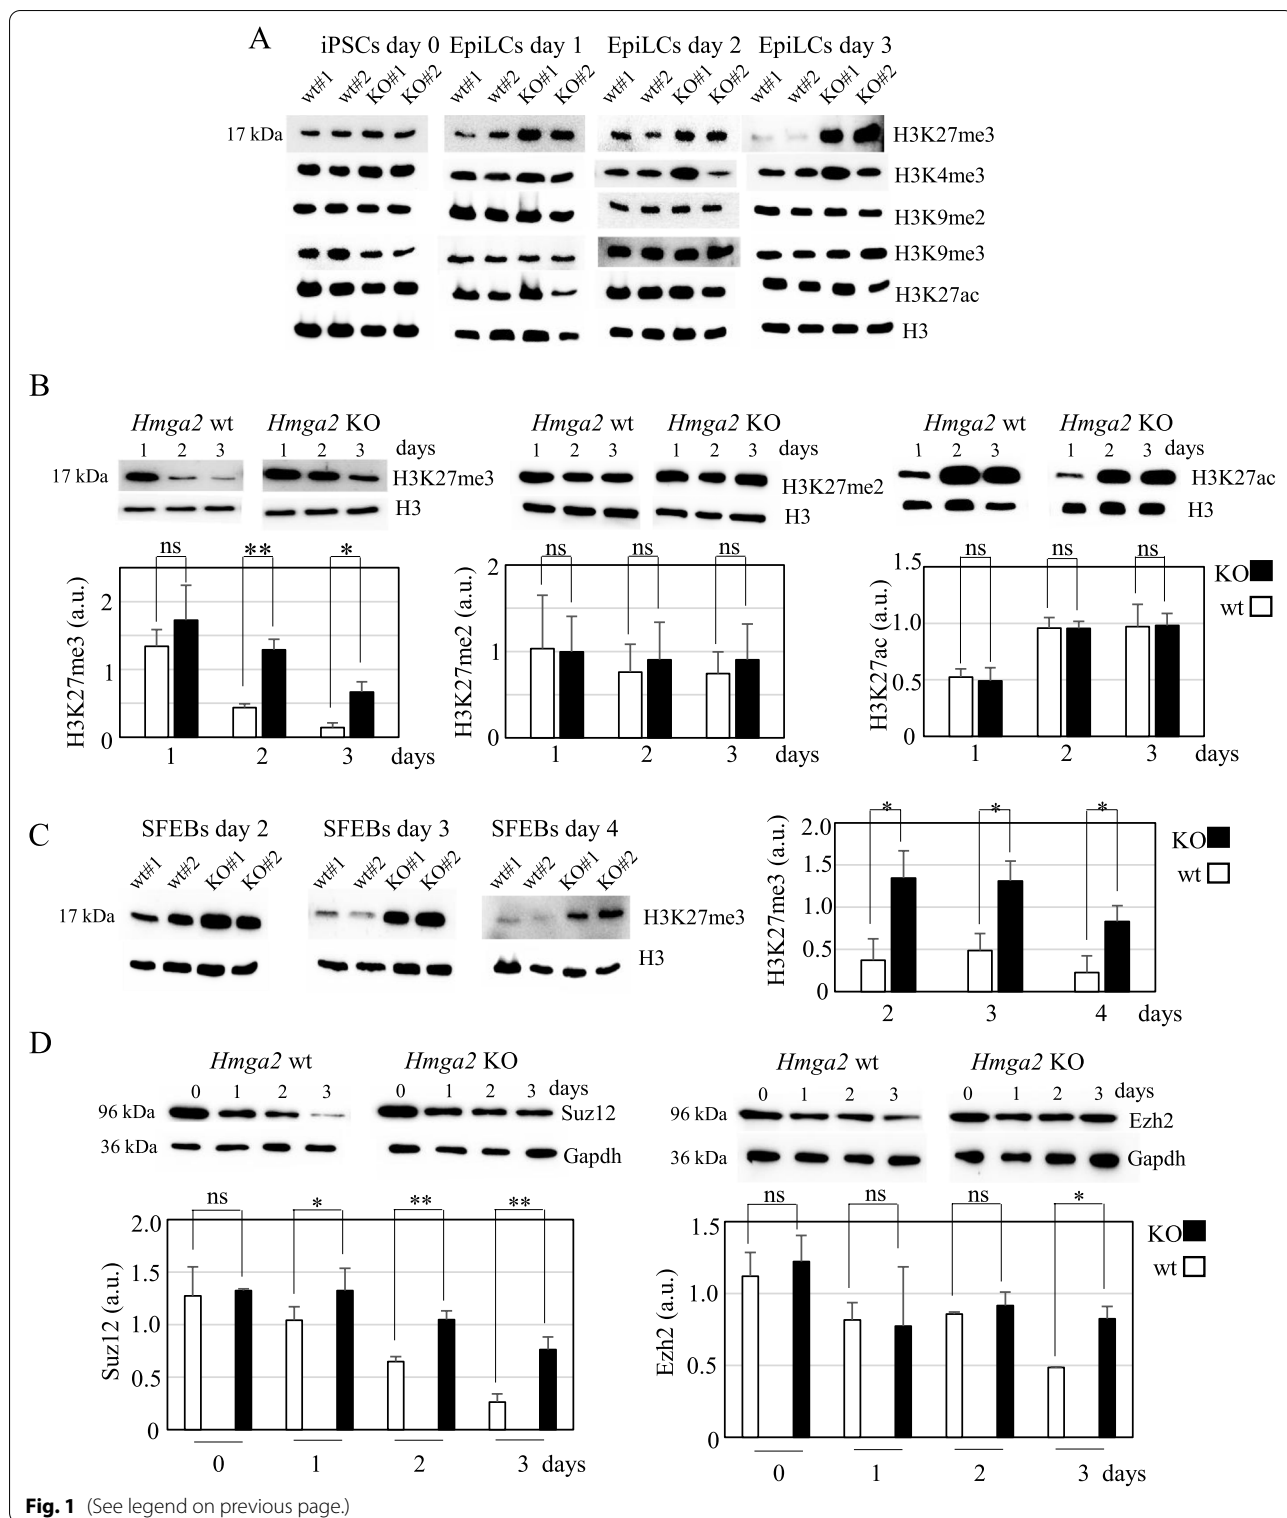 A
iPSCs day 0 EpiLCs day 1 EpiLCs day 2 EpiLCs day 3
wt#1 wt#2 KO#1 KO#2 wt#1 wt#2 KO#1 KO#2 wt#1 wt#2 KO#1 KO#2 wt#1 wt#2 KO#1 KO#2
17 kDa H3K27me3
H3K4me3
H3K9me2
H3K9me3
H3K27ac
H3
B
Hmga2 wt Hmga2 KO
1 2 3 1 2 3 days
17 kDa H3K27me3
H3
ns ** *
H3K27me3 (a.u.)
2
1
0
1 2 3 days
Hmga2 wt Hmga2 KO
1 2 3 1 2 3 days
H3K27me2
H3
ns ns ns
H3K27me2 (a.u.)
2
1
0
1 2 3 days
Hmga2 wt Hmga2 KO
1 2 3 1 2 3 days
H3K27ac
H3
ns ns ns
H3K27ac (a.u.)
1.5
1.0
0.5
0
1 2 3 days
KO
wt
C
SFEBs day 2 SFEBs day 3 SFEBs day 4
wt#1 wt#2 KO#1 KO#2 wt#1 wt#2 KO#1 KO#2 wt#1 wt#2 KO#1 KO#2
17 kDa H3K27me3
H3
* * *
H3K27me3 (a.u.)
2.0
1.5
1.0
0.5
0
2 3 4 days
KO
wt
D
Hmga2 wt Hmga2 KO
0 1 2 3 0 1 2 3 days
96 kDa Suz12
36 kDa Gapdh
ns * ** **
Suz12 (a.u.)
2.0
1.5
1.0
0.5
0
0 1 2 3 days
Hmga2 wt Hmga2 KO
0 1 2 3 0 1 2 3 days
96 kDa Ezh2
36 kDa Gapdh
ns ns ns *
Ezh2 (a.u.)
1.5
1.0
0.5
0
0 1 2 3 days
KO
wt
Fig. 1 (See legend on previous page.)